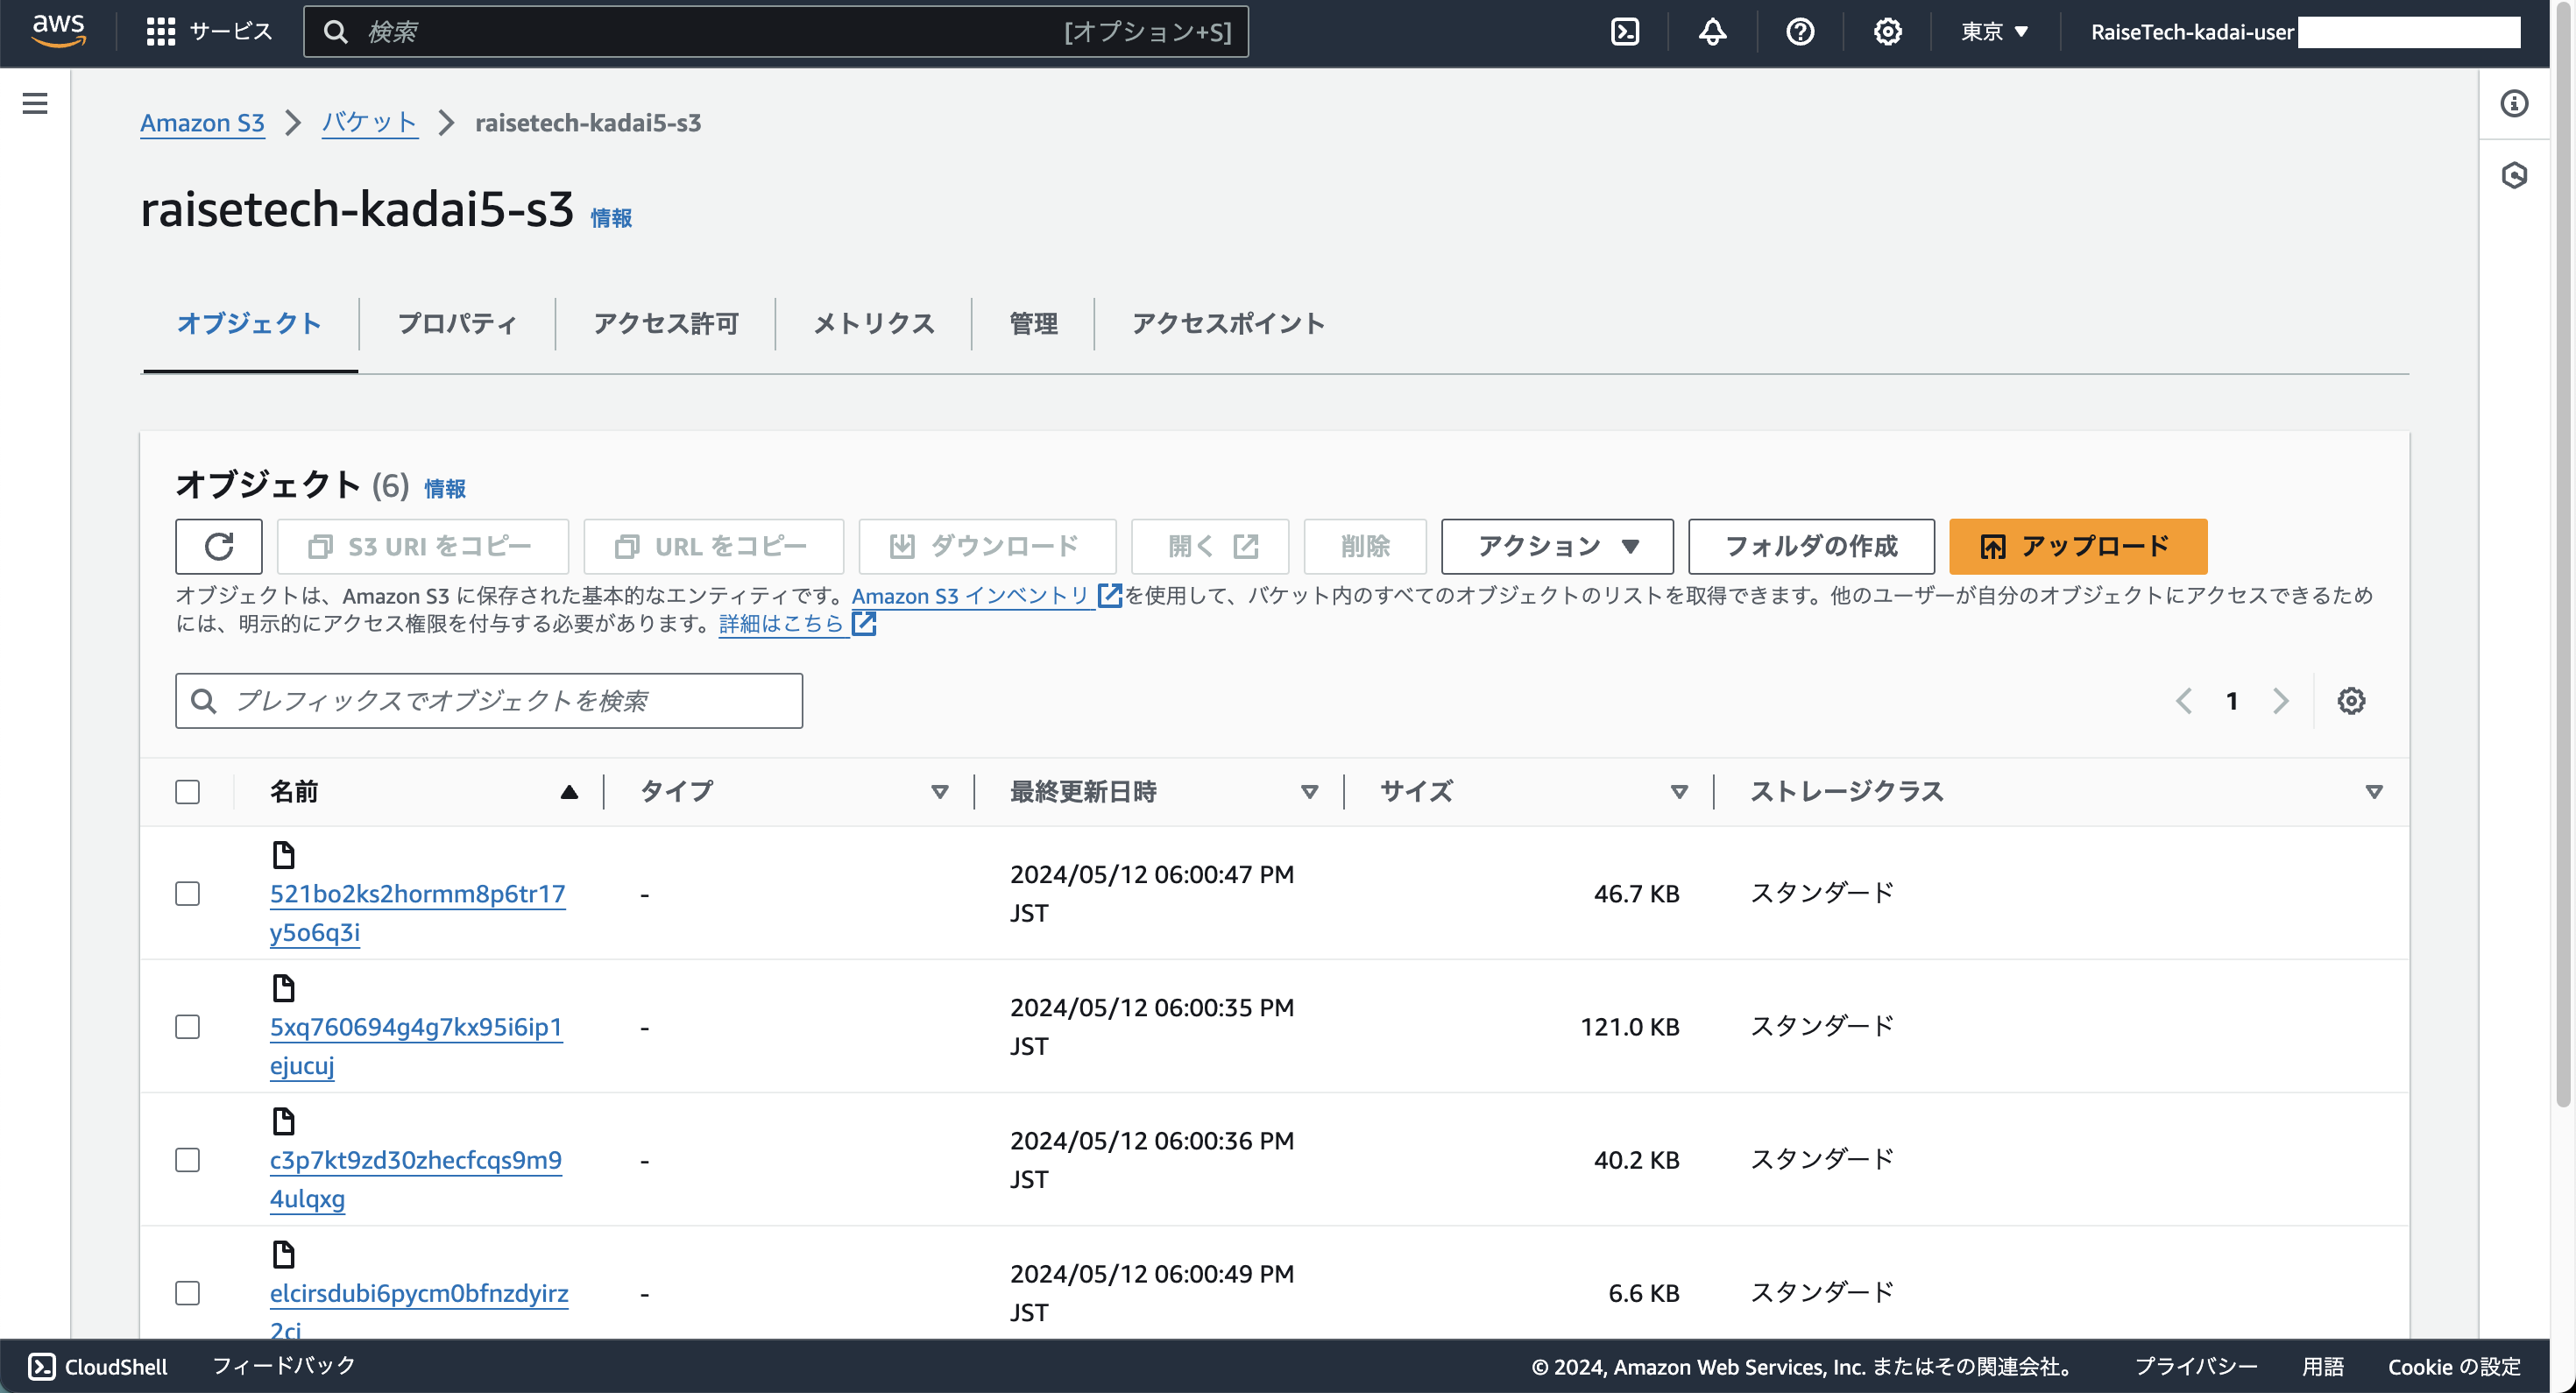 aws サービス 検索 [オプション+S] 東京 ▼ RaiseTech-kadai-user
Amazon S3 > バケット > raisetech-kadai5-s3
raisetech-kadai5-s3 情報
オブジェクト プロパティ アクセス許可 メトリクス 管理 アクセスポイント
オブジェクト (6) 情報
S3 URI をコピー URL をコピー ダウンロード 開く 削除 アクション ▼ フォルダの作成 アップロード
オブジェクトは、Amazon S3 に保存された基本的なエンティティです。Amazon S3 インベントリ を使用して、バケット内のすべてのオブジェクトのリストを取得できます。他のユーザーが自分のオブジェクトにアクセスできるため
には、明示的にアクセス権限を付与する必要があります。詳細はこちら
プレフィックスでオブジェクトを検索 1
名前 タイプ 最終更新日時 サイズ ストレージクラス
521bo2ks2hormm8p6tr17 - 2024/05/12 06:00:47 PM 46.7 KB スタンダード
y5o6q3i JST
5xq760694g4g7kx95i6ip1 - 2024/05/12 06:00:35 PM 121.0 KB スタンダード
ejucuj JST
c3p7kt9zd30zhecfcqs9m9 - 2024/05/12 06:00:36 PM 40.2 KB スタンダード
4ulqxg JST
elcirsdubi6pycm0bfnzdyirz - 2024/05/12 06:00:49 PM 6.6 KB スタンダード
JST
CloudShell フィードバック © 2024, Amazon Web Services, Inc. またはその関連会社。 プライバシー 用語 Cookie の設定